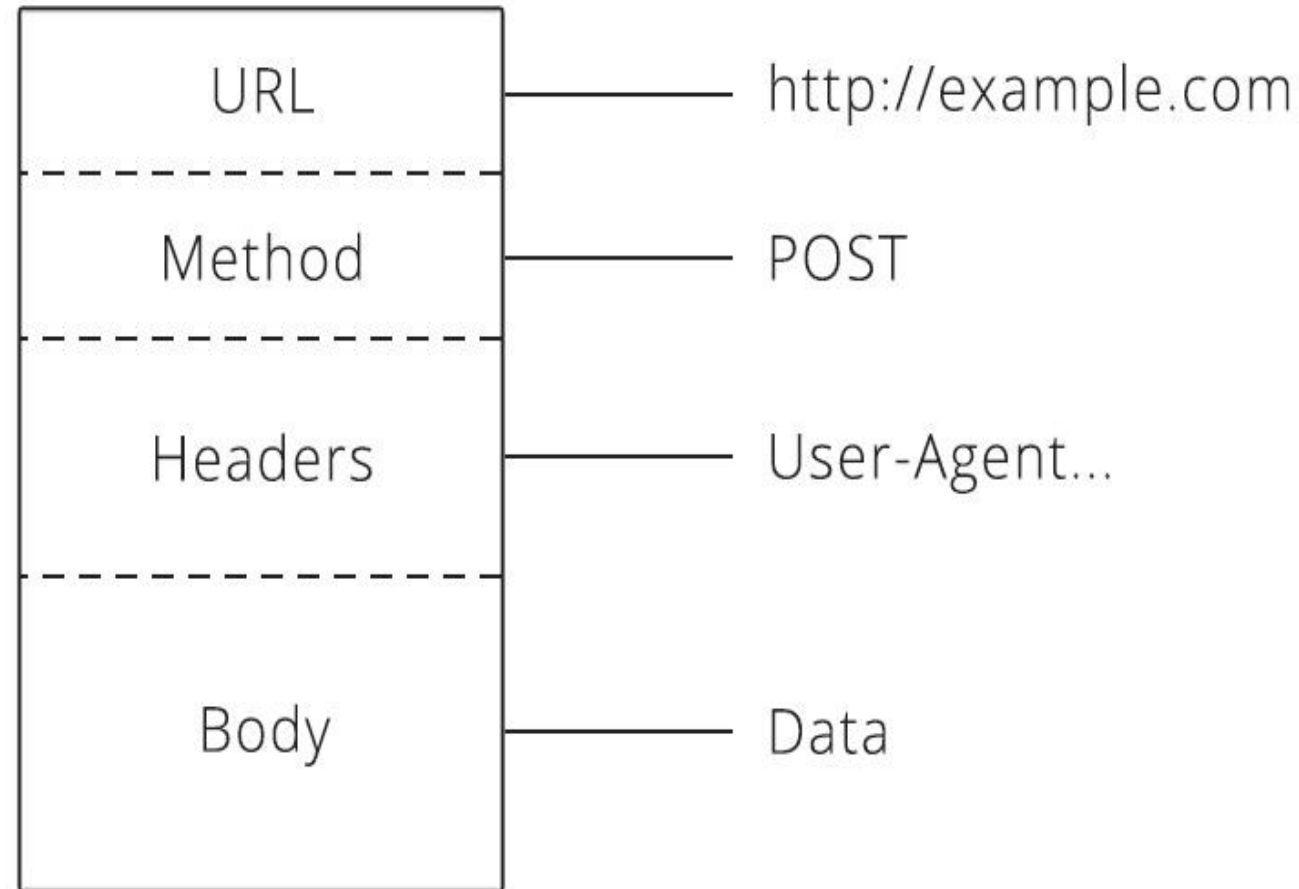 URL
http://example.com
Method
POST
Headers
User-Agent...
Body
Data